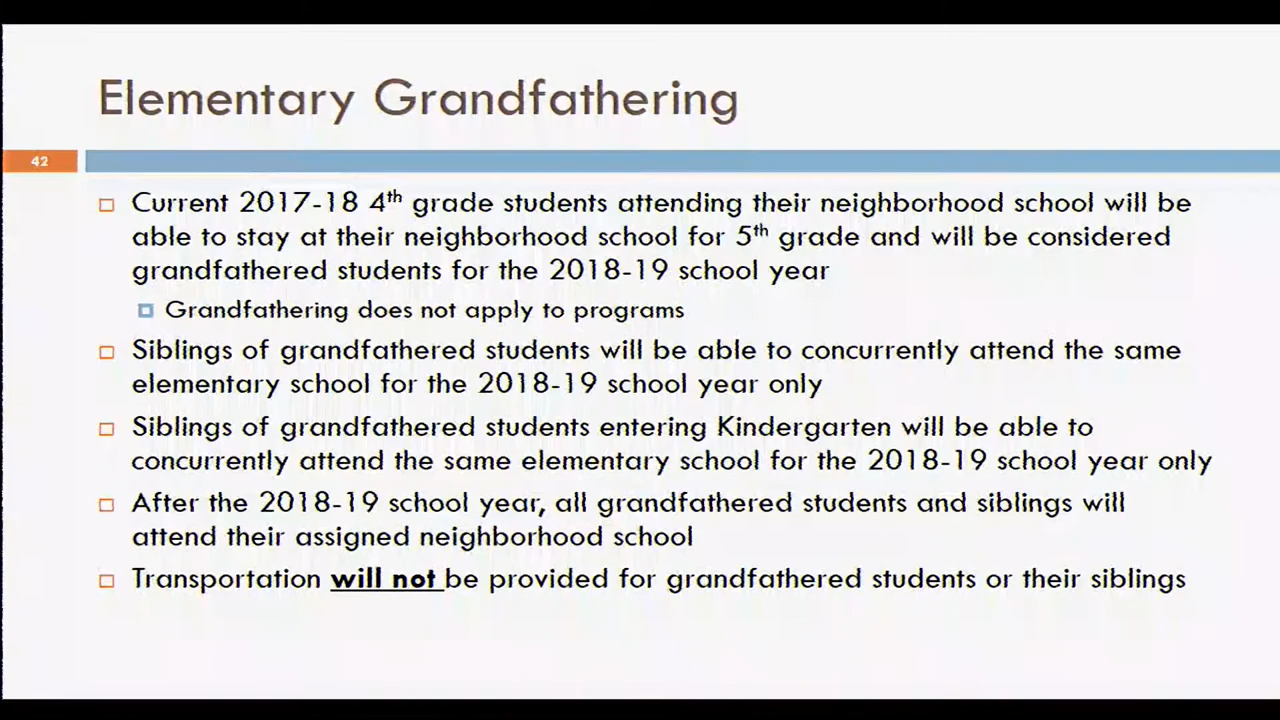 Elementary Grandfathering
42
Current 2017-18 4th grade students attending their neighborhood school will be
able to stay at their neighborhood school for 5th grade and will be considered
grandfathered students for the 2018-19 school year
Grandfathering does not apply to programs
Siblings of grandfathered students will be able to concurrently attend the same
elementary school for the 2018-19 school year only
Siblings of grandfathered students entering Kindergarten will be able to
concurrently attend the same elementary school for the 2018-19 school year only
After the 2018-19 school year, all grandfathered students and siblings will
attend their assigned neighborhood school
Transportation will not be provided for grandfathered students or their siblings